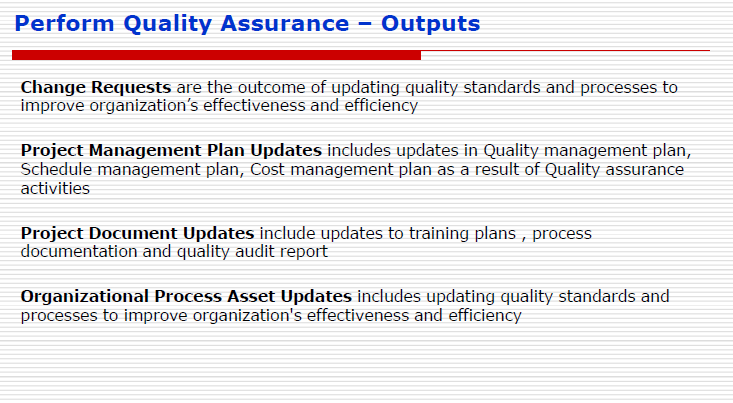 Perform Quality Assurance – Outputs
Change Requests are the outcome of updating quality standards and processes to
improve organization’s effectiveness and efficiency
Project Management Plan Updates includes updates in Quality management plan,
Schedule management plan, Cost management plan as a result of Quality assurance
activities
Project Document Updates include updates to training plans , process
documentation and quality audit report
Organizational Process Asset Updates includes updating quality standards and
processes to improve organization's effectiveness and efficiency